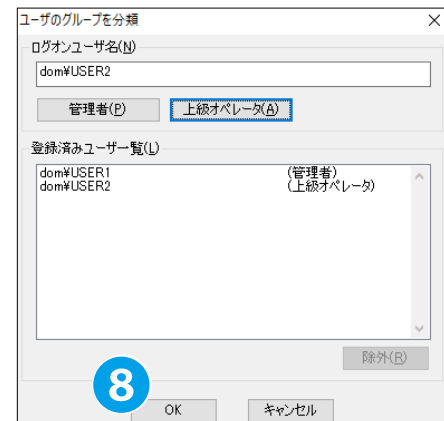 ユーザのグループを分類
ログオンユーザ名(N)
dom¥USER2
管理者(P) 上級オペレータ(A)
登録済みユーザー覧(L)
dom¥USER1 (管理者)
dom¥USER2 (上級オペレータ)
除外(R)
8
OK キャンセル